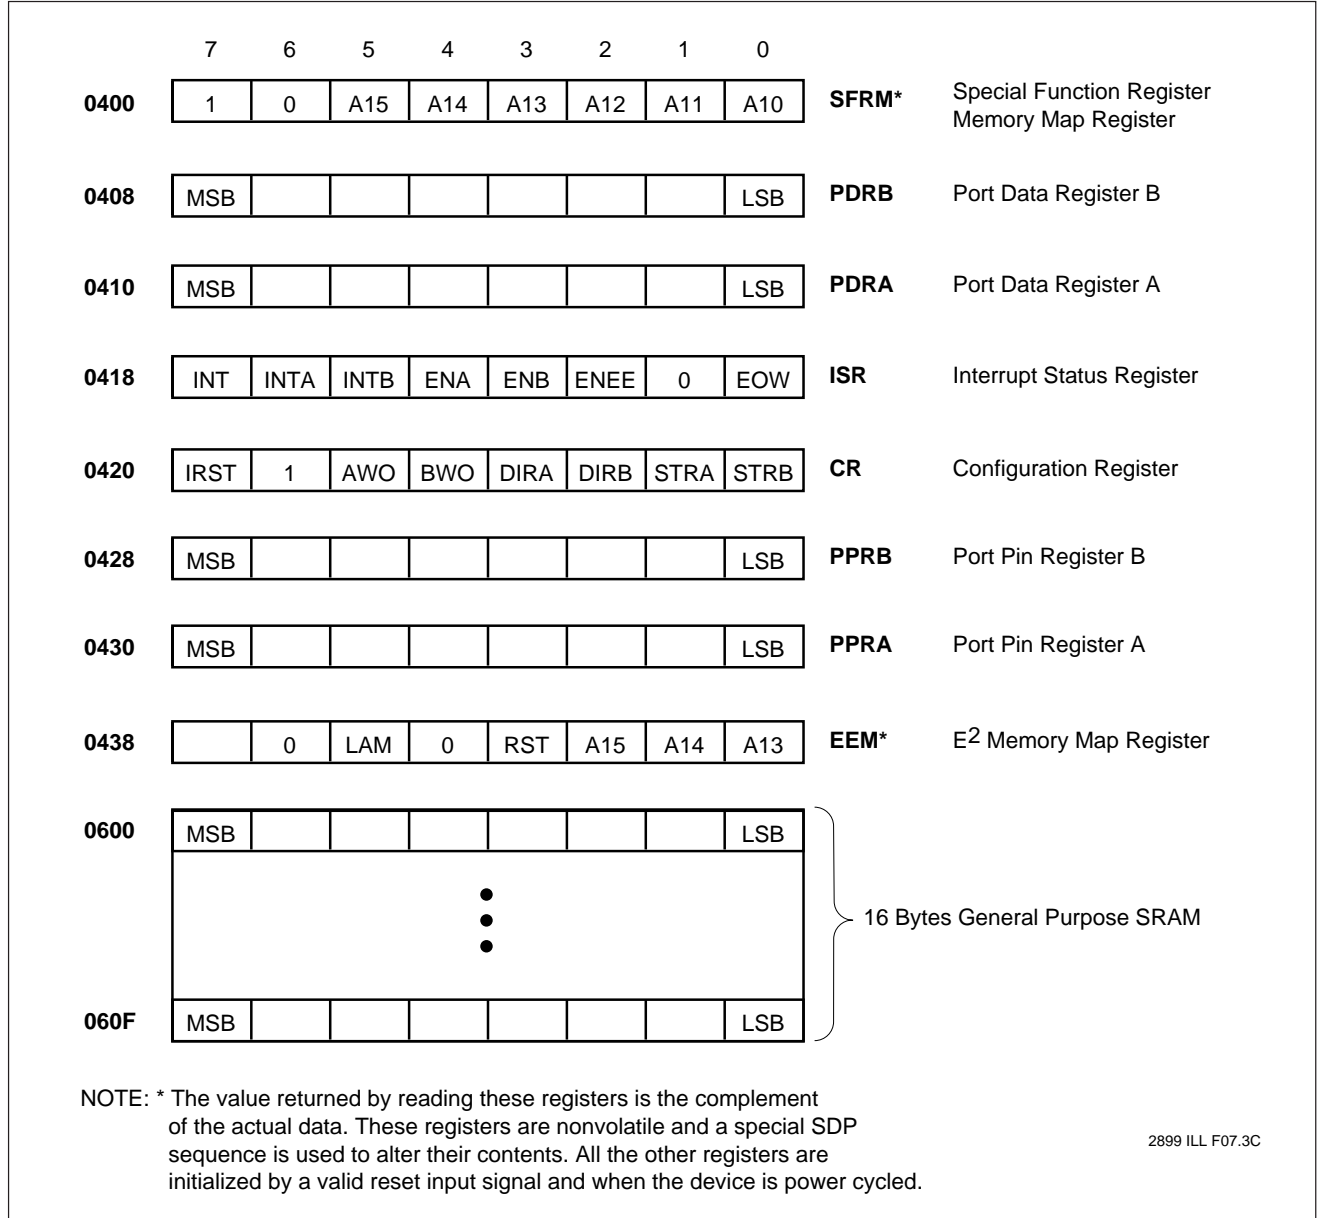 7 6 5 4 3 2 1 0
0400 1 0 A15 A14 A13 A12 A11 A10 SFRM* Special Function Register
Memory Map Register
0408 MSB LSB PDRB Port Data Register B
0410 MSB LSB PDRA Port Data Register A
0418 INT INTA INTB ENA ENB ENEE 0 EOW ISR Interrupt Status Register
0420 IRST 1 AWO BWO DIRA DIRB STRA STRB CR Configuration Register
0428 MSB LSB PPRB Port Pin Register B
0430 MSB LSB PPRA Port Pin Register A
0438 0 LAM 0 RST A15 A14 A13 EEM* E2 Memory Map Register
0600 MSB LSB
16 Bytes General Purpose SRAM
060F MSB LSB
NOTE: * The value returned by reading these registers is the complement
of the actual data. These registers are nonvolatile and a special SDP
sequence is used to alter their contents. All the other registers are
initialized by a valid reset input signal and when the device is power cycled.
2899 ILL F07.3C